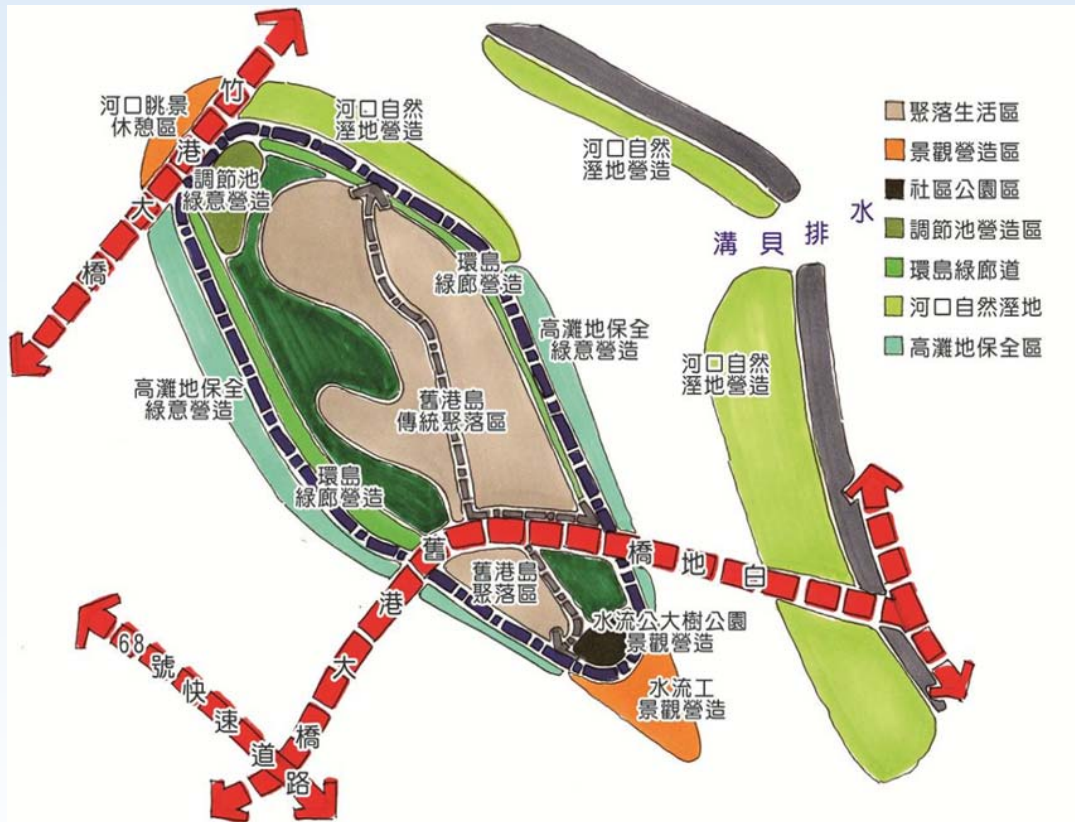 竹港大橋
河口眺景
休憩區
河口自然
溼地營造
調節池
綠意營造
河口自然
溼地營造
溝貝排水
環島
綠廊營造
高灘地保全
綠意營造
高灘地保全
綠意營造
舊港島
傳統聚落區
河口自然
溼地營造
環島
綠廊營造
舊港大橋
白地橋
舊港島
聚落區
水流公大樹公園
景觀營造
水流工
景觀營造
68號快速道路
聚落生活區
景觀營造區
社區公園區
調節池營造區
環島綠廊道
河口自然溼地
高灘地保全區